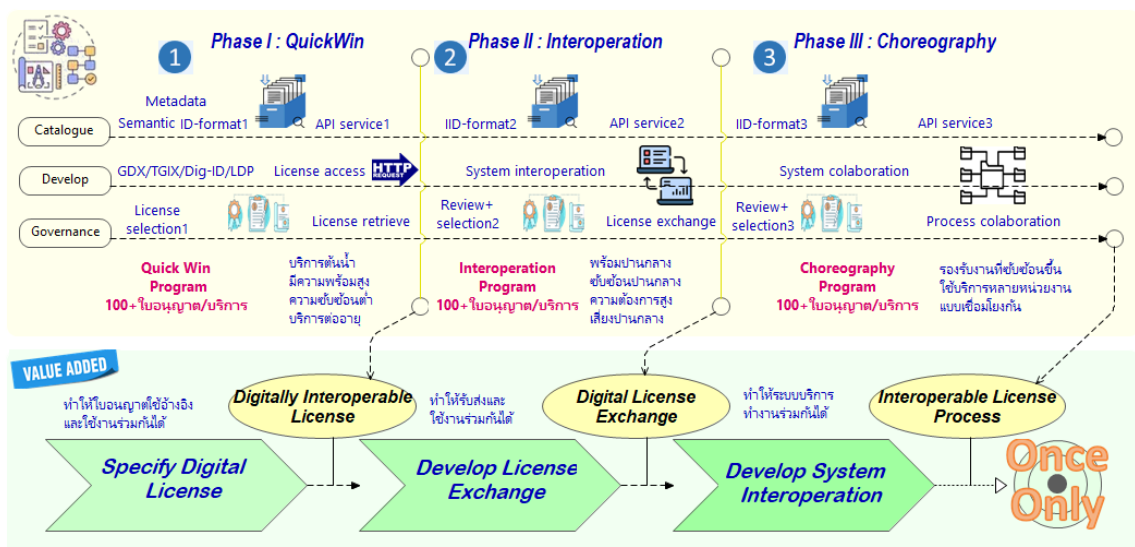 1
Phase I : QuickWin
2
Phase II : Interoperation
3
Phase III : Choreography
Catalogue
Metadata
Semantic ID-format1
API service1
IID-format2
API service2
IID-format3
API service3
Develop
GDX/TGIX/Dig-ID/LDP
License access
HTTP
REQUEST
System interoperation
System colaboration
Governance
License
selection1
License retrieve
Review+
selection2
License exchange
Review+
selection3
Process colaboration
Quick Win
Program
100+ใบอนุญาต/บริการ
บริการต้นน้ำ
มีความพร้อมสูง
ความซับซ้อนต่ำ
บริการต่ออายุ
Interoperation
Program
100+ใบอนุญาต/บริการ
พร้อมปานกลาง
ซับซ้อนปานกลาง
ความต้องการสูง
เสี่ยงปานกลาง
Choreography
Program
100+ใบอนุญาต/บริการ
รองรับงานที่ซับซ้อนขึ้น
ใช้บริการหลายหน่วยงาน
แบบเชื่อมโยงกัน
VALUE ADDED
ทำให้ใบอนุญาตใช้อ้างอิง
และใช้งานร่วมกันได้
Digitally Interoperable
License
ทำให้รับส่งและ
ใช้งานร่วมกันได้
Digital License
Exchange
ทำให้ระบบบริการ
ทำงานร่วมกันได้
Interoperable License
Process
Specify Digital
License
Develop License
Exchange
Develop System
Interoperation
Once
Only